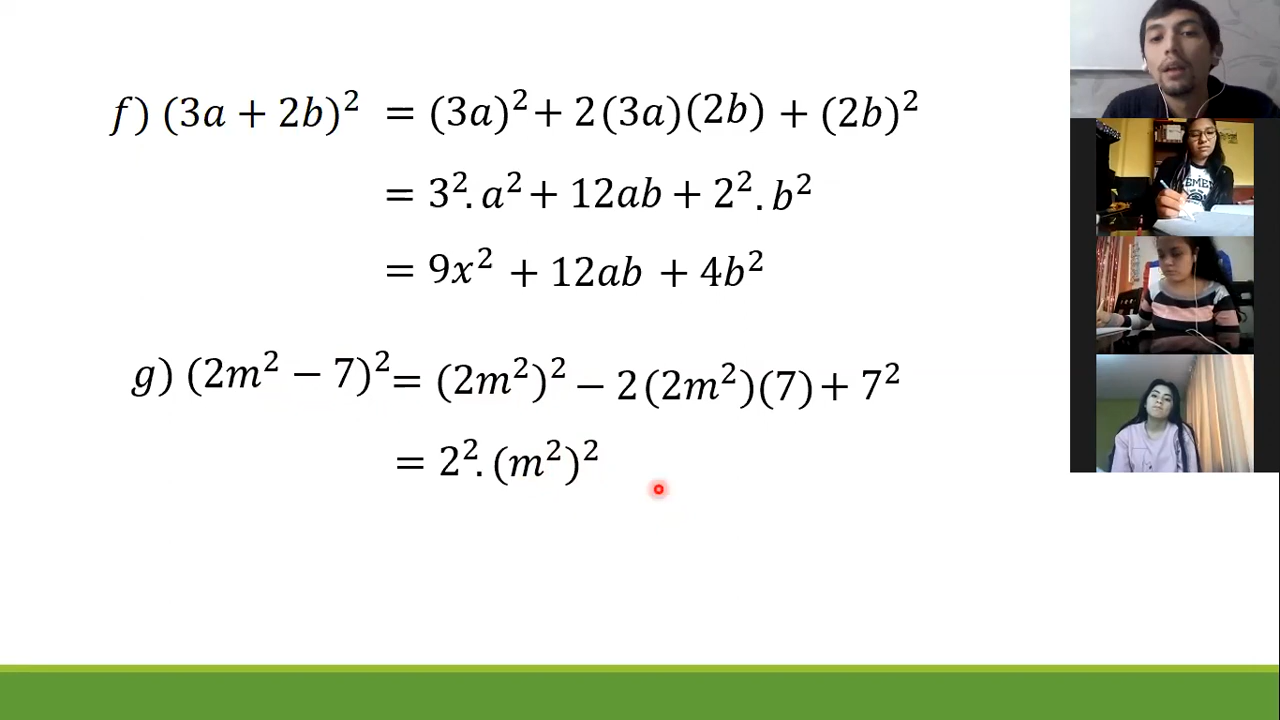 f) (3a + 2b)² = (3a)² + 2(3a)(2b) + (2b)²
= 3². a² + 12ab + 2². b²
= 9x² + 12ab + 4b²
g) (2m² − 7)² = (2m²)² − 2(2m²)(7) + 7²
= 2². (m²)²